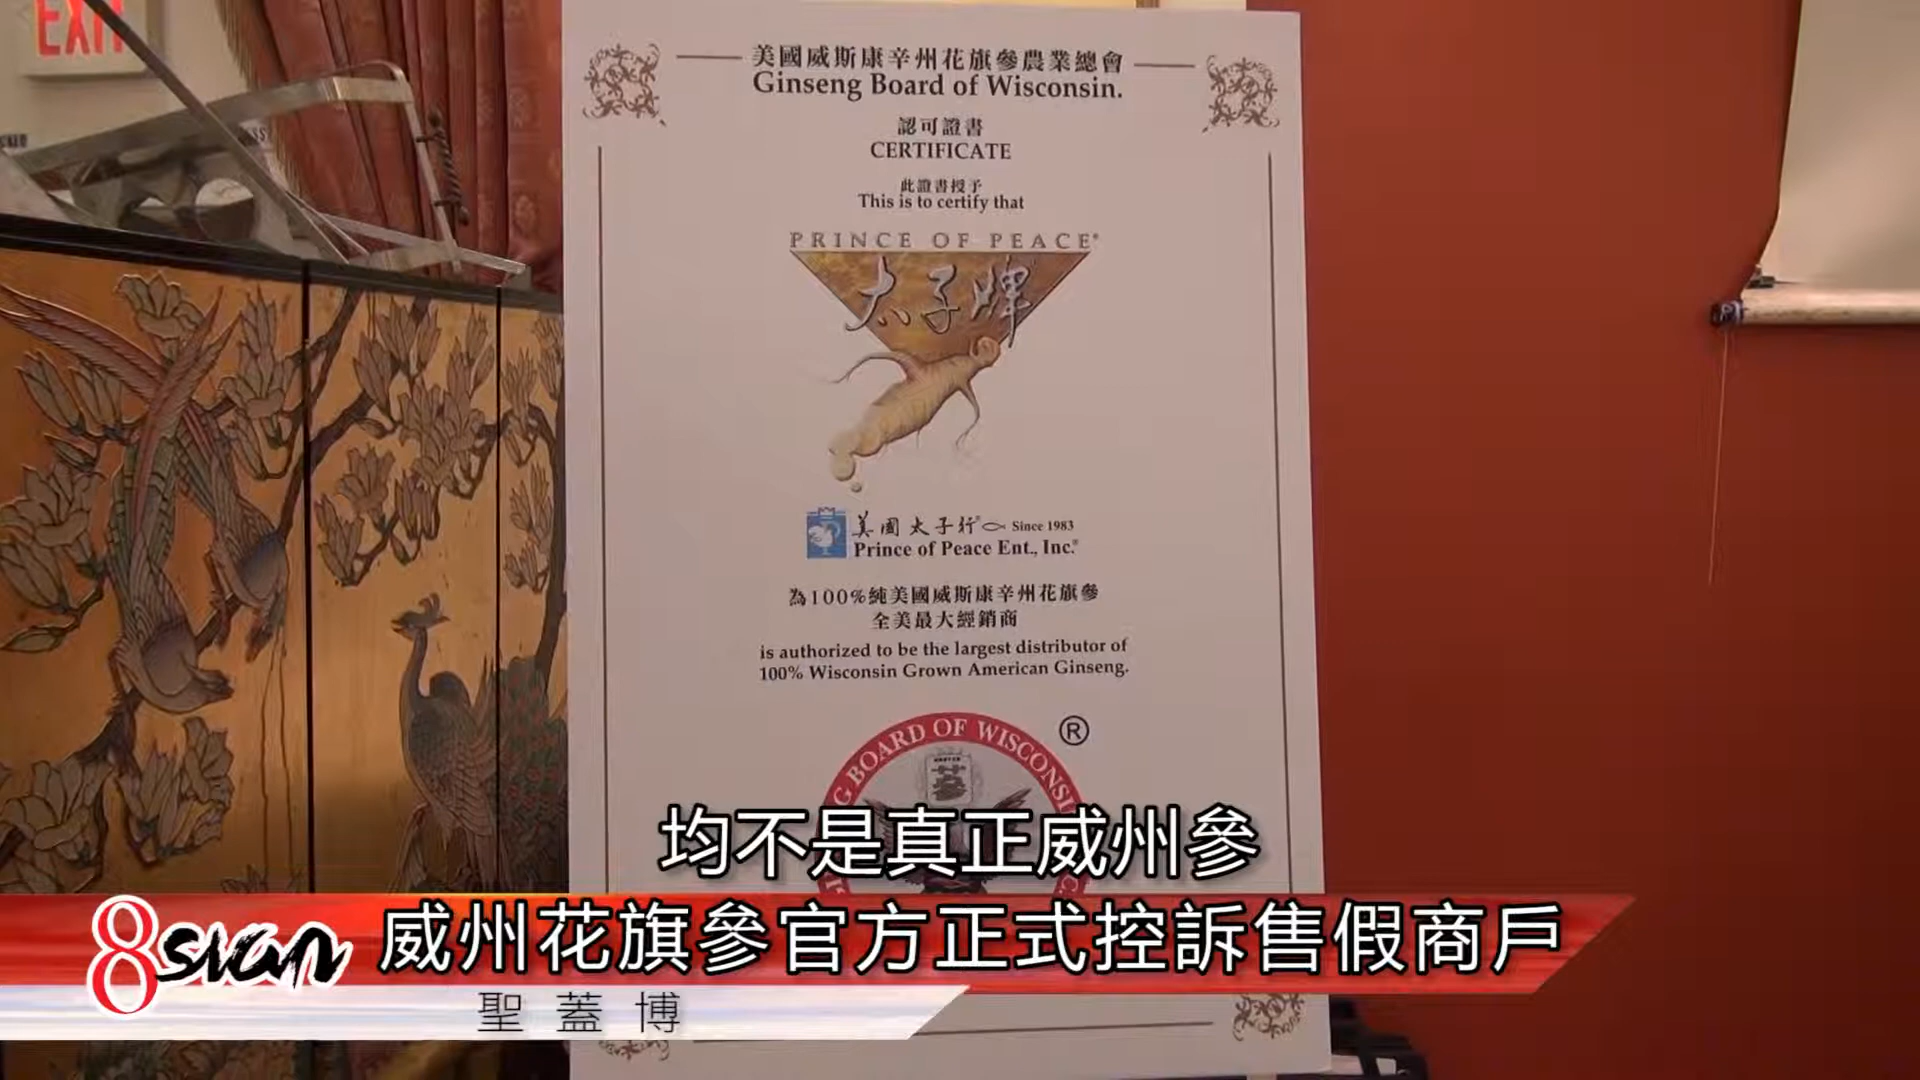 EXIT
美國威斯康辛州花旗參農業總會
Ginseng Board of Wisconsin.
認可證書
CERTIFICATE
此證書授予
This is to certify that
PRINCE OF PEACE®
太子牌
美國太子行® Since 1983
Prince of Peace Ent., Inc.®
為100%純美國威斯康辛州花旗參
全美最大經銷商
is authorized to be the largest distributor of
100% Wisconsin Grown American Ginseng.
G BOARD OF WISCONSI
®
參
均不是真正威州參
8sian
威州花旗參官方正式控訴售假商戶
聖蓋博